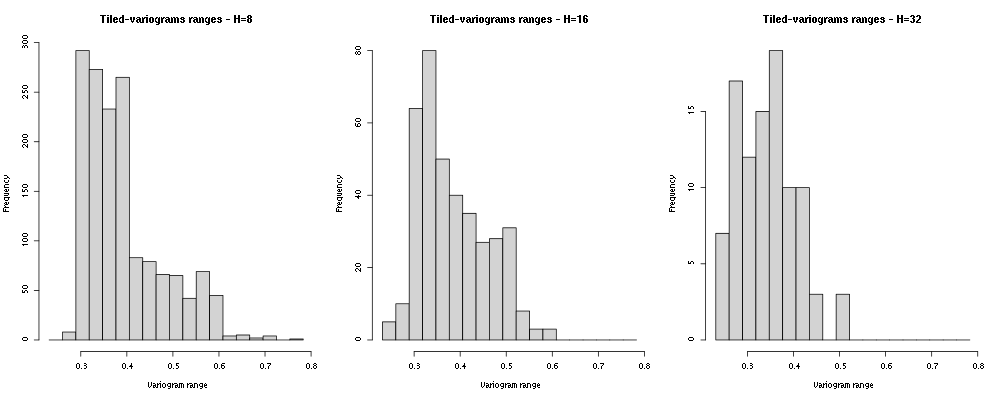 Tiled-variograms ranges - H=8
Frequency
0
50
100
150
200
250
300
0.3 0.4 0.5 0.6 0.7 0.8
Variogram range
Tiled-variograms ranges - H=16
Frequency
0
20
40
60
80
0.3 0.4 0.5 0.6 0.7 0.8
Variogram range
Tiled-variograms ranges - H=32
Frequency
0
5
10
15
0.3 0.4 0.5 0.6 0.7 0.8
Variogram range